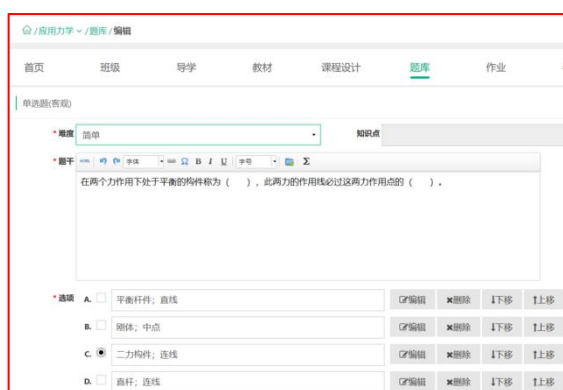 /应用力学 /题库/编辑
首页 班级 导学 教材 课程设计 题库 作业
单选题(客观)
*难度 简单 知识点
*题干 HTML 字体 Ω B I U 字号 Σ
在两个力作用下处于平衡的构件称为（　　），此两力的作用线必过这两力作用点的（　　）。
*选项 A. 平衡杆件；直线 编辑 ✖删除 下移 上移
B. 刚体；中点 编辑 ✖删除 下移 上移
C. 二力构件；连线 编辑 ✖删除 下移 上移
D. 直杆；连线 编辑 ✖删除 下移 上移